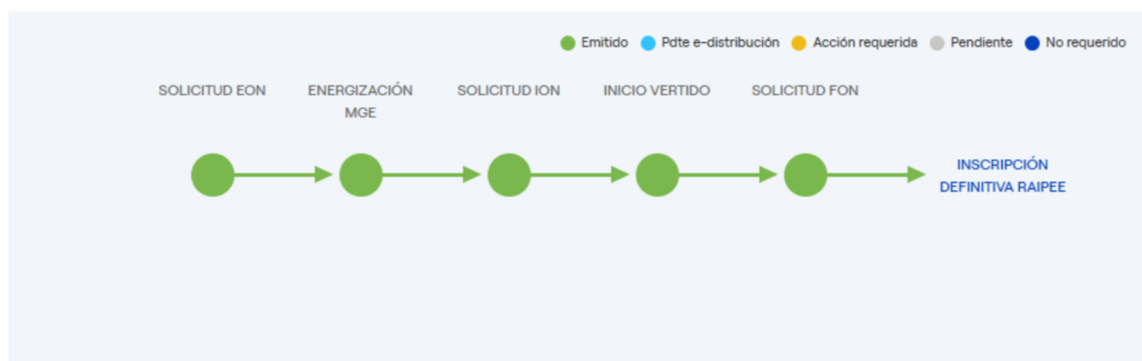 Emitido Pdte e-distribución Acción requerida Pendiente No requerido
SOLICITUD EON ENERGIZACIÓN SOLICITUD ION INICIO VERTIDO SOLICITUD FON
MGE
INSCRIPCIÓN
DEFINITIVA RAIPEE